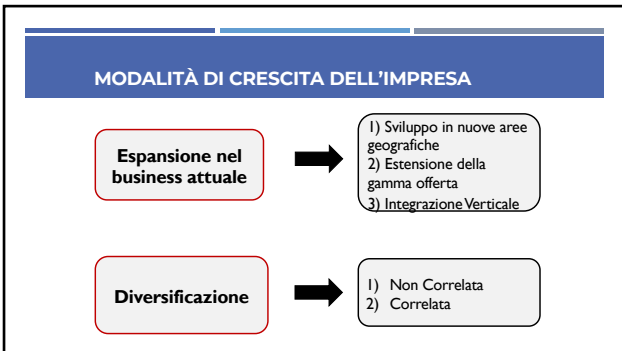 MODALITÀ DI CRESCITA DELL'IMPRESA
Espansione nel
business attuale
1) Sviluppo in nuove aree
geografiche
2) Estensione della
gamma offerta
3) Integrazione Verticale
Diversificazione
1) Non Correlata
2) Correlata